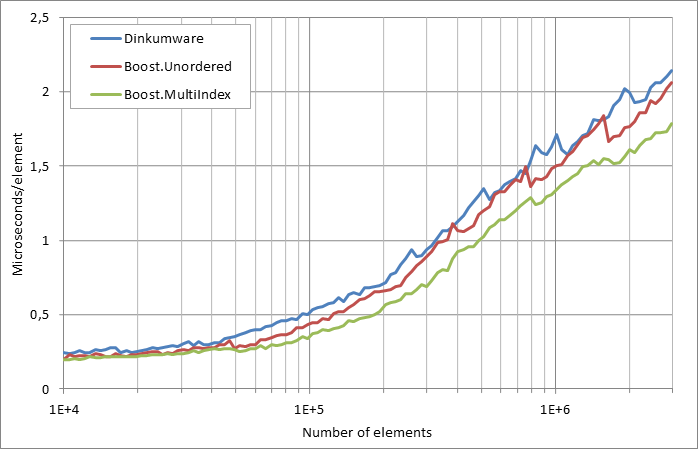 2,5
Dinkumware
Boost.Unordered
Boost.MultiIndex
2
1,5
1
0,5
0
Microseconds/element
1E+4
1E+5
1E+6
Number of elements